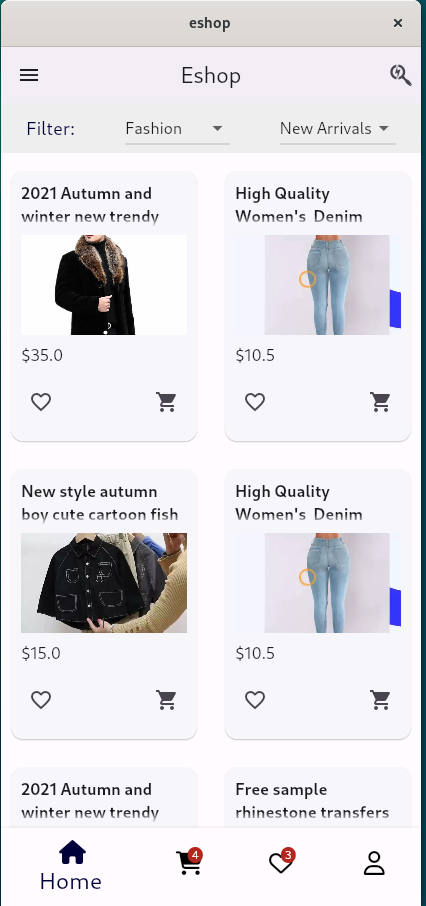 eshop
Eshop
Filter: Fashion New Arrivals
2021 Autumn and
winter new trendy
High Quality
Women's Denim
$35.0
$10.5
New style autumn
boy cute cartoon fish
High Quality
Women's Denim
$15.0
$10.5
2021 Autumn and
winter new trendy
Free sample
rhinestone transfers
4
3
Home